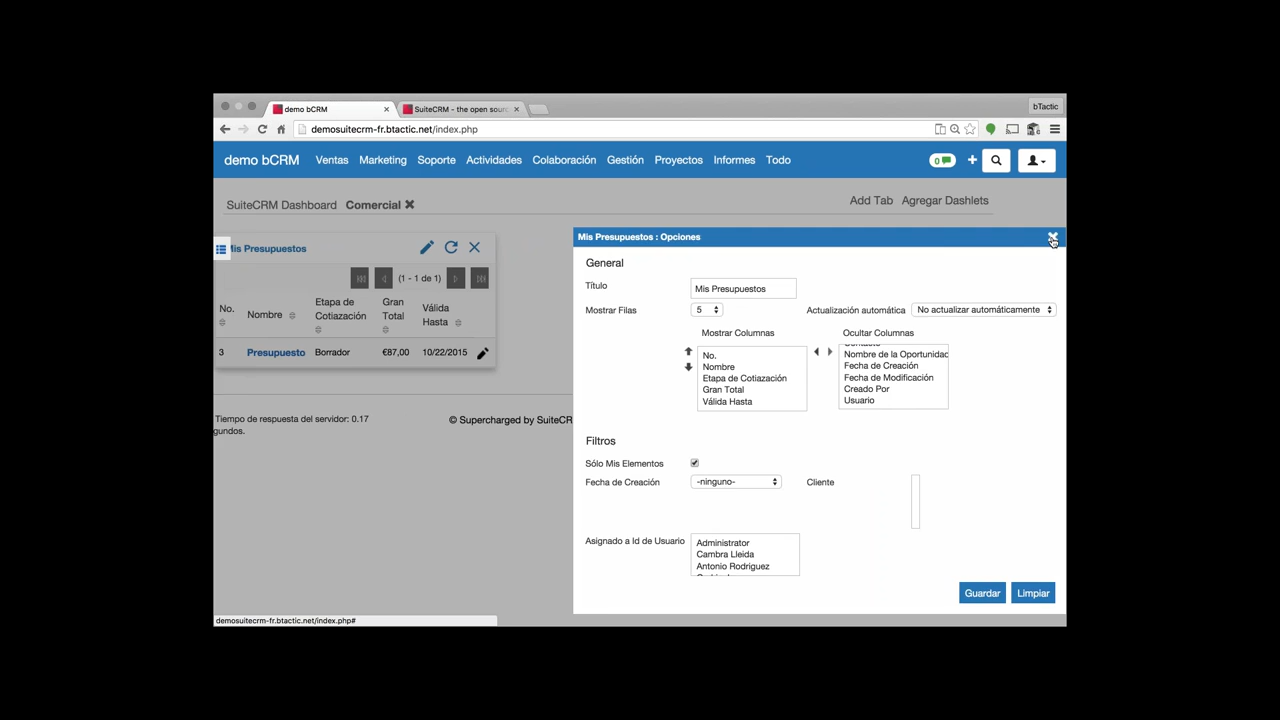 demo bCRM
SuiteCRM - the open sour
bTactic
demosuitecrm-fr.btactic.net/index.php
demo bCRM Ventas Marketing Soporte Actividades Colaboración Gestión Proyectos Informes Todo 0
SuiteCRM Dashboard Comercial Add Tab Agregar Dashlets
Mis Presupuestos
(1 - 1 de 1)
No. Nombre Etapa de Cotización Gran Total Válida Hasta
3 Presupuesto Borrador €87,00 10/22/2015
Tiempo de respuesta del servidor: 0.17
gundos.
© Supercharged by SuiteCR
Mis Presupuestos : Opciones
General
Título Mis Presupuestos
Mostrar Filas 5 Actualización automática No actualizar automáticamente
Mostrar Columnas Ocultar Columnas
No.
Nombre
Etapa de Cotiazación
Gran Total
Válida Hasta
Nombre de la Oportunidad
Fecha de Creación
Fecha de Modificación
Creado Por
Usuario
Filtros
Sólo Mis Elementos
Fecha de Creación -ninguno- Cliente
Asignado a Id de Usuario
Administrator
Cambra Lleida
Antonio Rodriguez
Guardar Limpiar
demosuitecrm-fr.btactic.net/index.php#